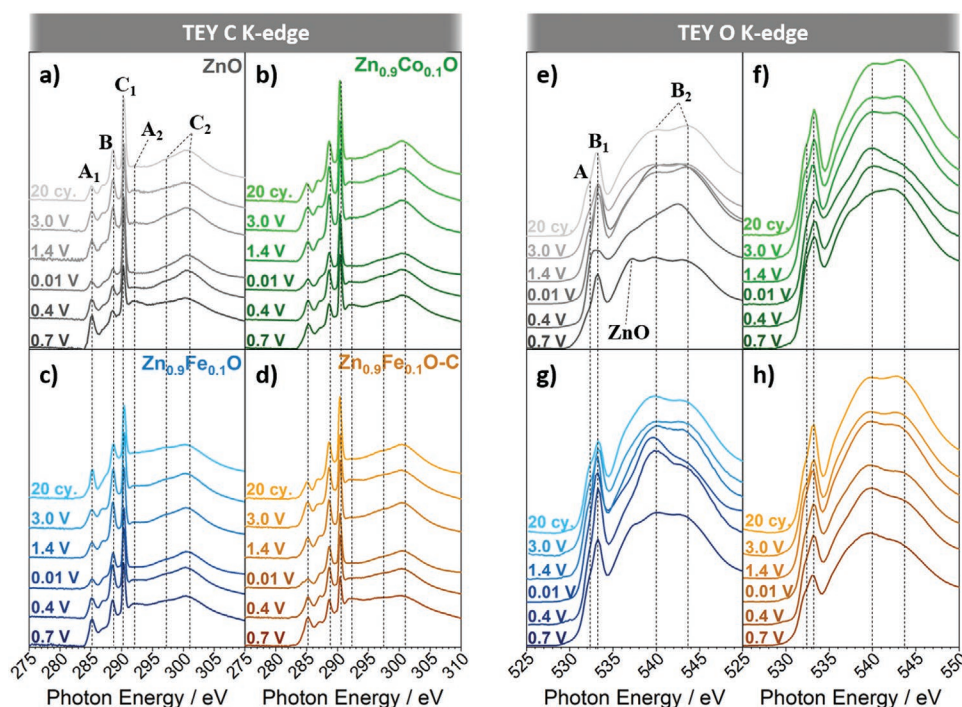 TEY C K-edge
TEY O K-edge
a) ZnO
A₁
B
C₁
A₂
C₂
20 cy.
3.0 V
1.4 V
0.01 V
0.4 V
0.7 V
b) Zn₀.₉Co₀.₁O
20 cy.
3.0 V
1.4 V
0.01 V
0.4 V
0.7 V
e)
A
B₁
B₂
ZnO
20 cy.
3.0 V
1.4 V
0.01 V
0.4 V
0.7 V
f)
20 cy.
3.0 V
1.4 V
0.01 V
0.4 V
0.7 V
c) Zn₀.₉Fe₀.₁O
20 cy.
3.0 V
1.4 V
0.01 V
0.4 V
0.7 V
d) Zn₀.₉Fe₀.₁O-C
20 cy.
3.0 V
1.4 V
0.01 V
0.4 V
0.7 V
g)
20 cy.
3.0 V
1.4 V
0.01 V
0.4 V
0.7 V
h)
20 cy.
3.0 V
1.4 V
0.01 V
0.4 V
0.7 V
275 280 285 290 295 300 275 280 285 290 295 300 305 310
525 530 535 540 545 525 530 535 540 545 550
Photon Energy / eV Photon Energy / eV
Photon Energy / eV Photon Energy / eV